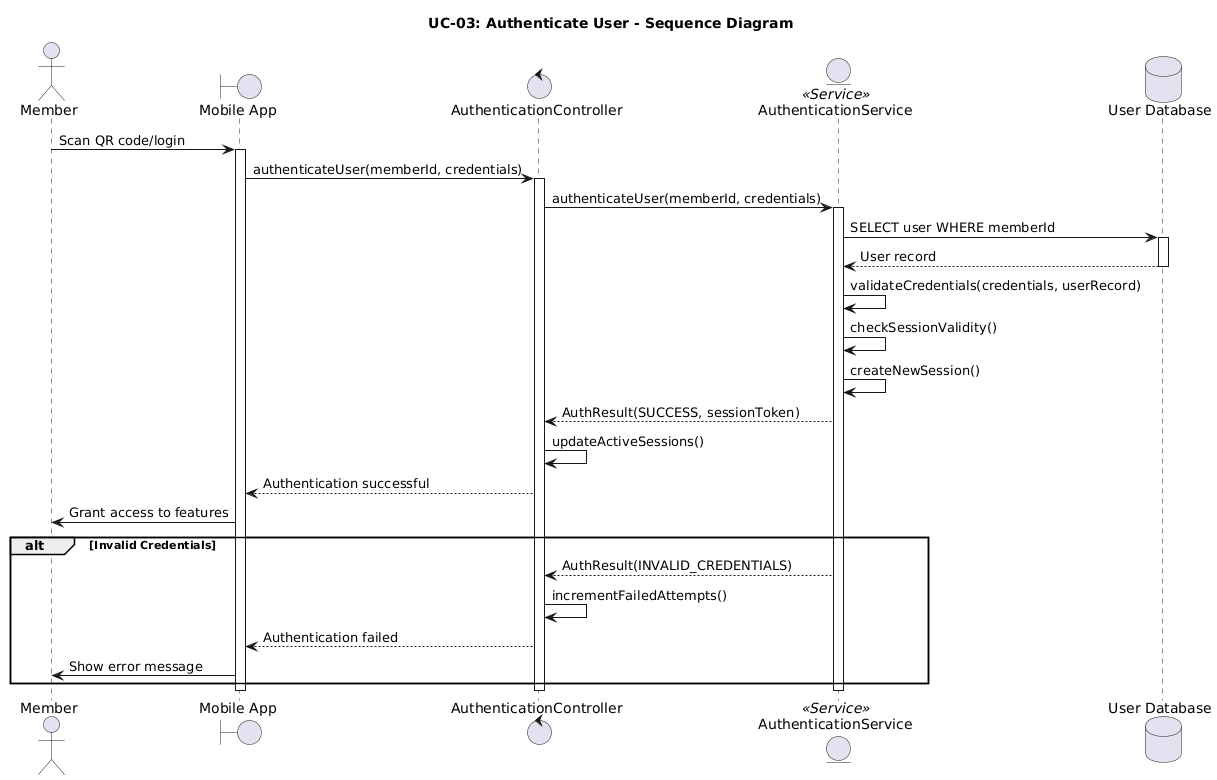 UC-03: Authenticate User - Sequence Diagram
Member
Mobile App
AuthenticationController
«Service»
AuthenticationService
User Database
Scan QR code/login
authenticateUser(memberId, credentials)
authenticateUser(memberId, credentials)
SELECT user WHERE memberId
User record
validateCredentials(credentials, userRecord)
checkSessionValidity()
createNewSession()
AuthResult(SUCCESS, sessionToken)
updateActiveSessions()
Authentication successful
Grant access to features
alt [Invalid Credentials]
AuthResult(INVALID_CREDENTIALS)
incrementFailedAttempts()
Authentication failed
Show error message
Member
Mobile App
AuthenticationController
«Service»
AuthenticationService
User Database